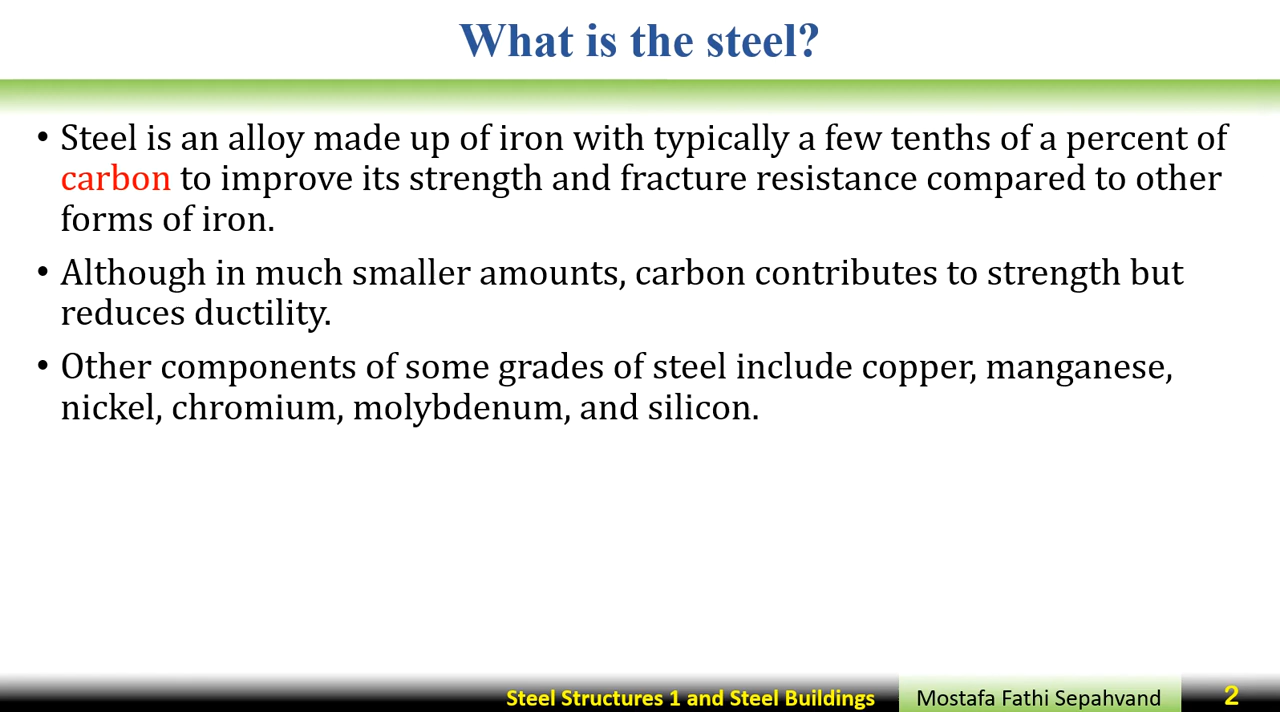 What is the steel?
• Steel is an alloy made up of iron with typically a few tenths of a percent of
carbon to improve its strength and fracture resistance compared to other
forms of iron.
• Although in much smaller amounts, carbon contributes to strength but
reduces ductility.
• Other components of some grades of steel include copper, manganese,
nickel, chromium, molybdenum, and silicon.
Steel Structures 1 and Steel Buildings
Mostafa Fathi Sepahvand
2